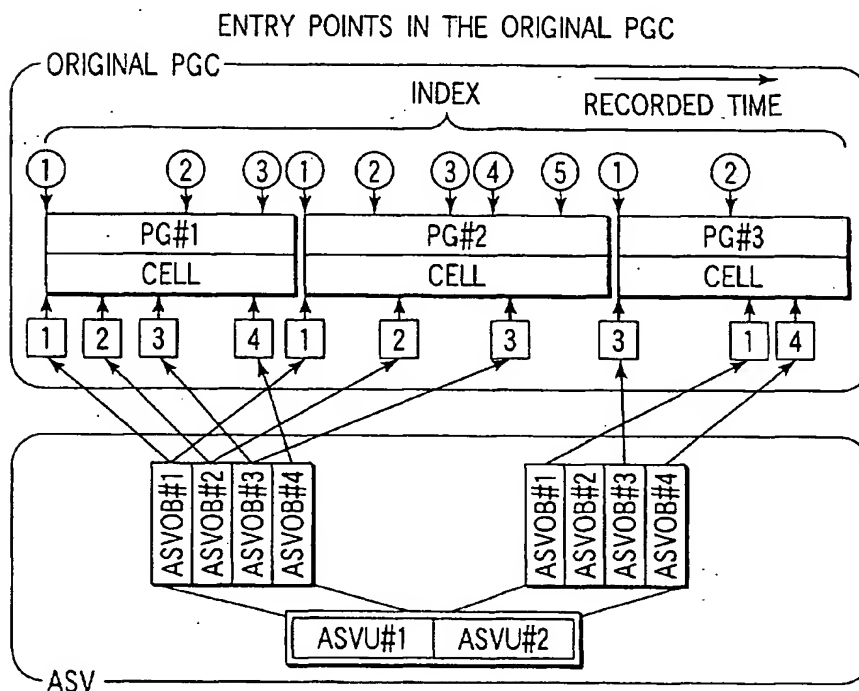 ENTRY POINTS IN THE ORIGINAL PGC
ORIGINAL PGC
INDEX
RECORDED TIME
1 2 3 1 2 3 4 5 1 2
PG#1 PG#2 PG#3
CELL CELL CELL
1 2 3 4 1 2 3 3 1 4
ASVOB#1 ASVOB#2 ASVOB#3 ASVOB#4 ASVOB#1 ASVOB#2 ASVOB#3 ASVOB#4
ASVU#1 ASVU#2
ASV